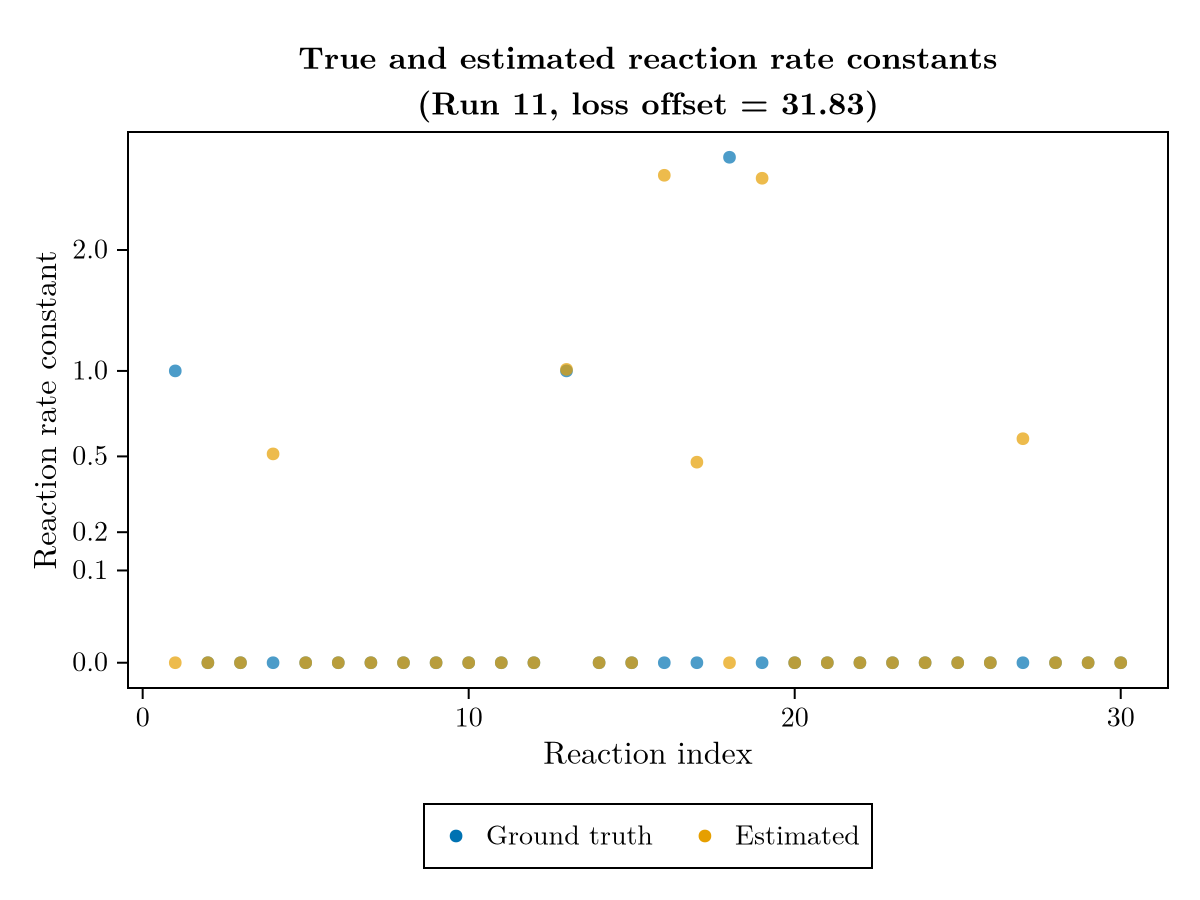 True and estimated reaction rate constants
(Run 11, loss offset = 31.83)
Reaction rate constant
2.0
1.0
0.5
0.2
0.1
0.0
0 10 20 30
Reaction index
Ground truth Estimated